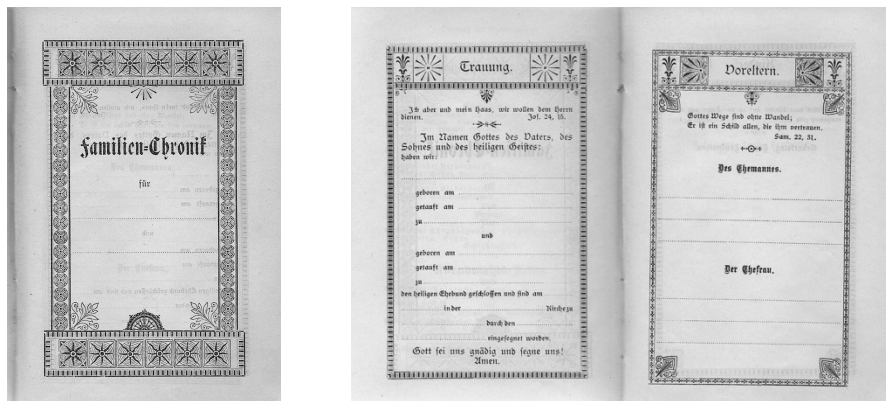 Familien-Chronik
für
Trauung.
Ich aber und mein Haus, wir wollen dem Herrn
dienen. Jos. 24, 15.
Im Namen Gottes des Vaters, des
Sohnes und des heiligen Geistes:
haben wir:
geboren am
getauft am
zu
und
geboren am
getauft am
zu
den heiligen Ehebund geschlossen und sind am
in der Kirche zu
durch den
eingesegnet worden.
Gott sei uns gnädig und segne uns!
Amen.
Voreltern.
Gottes Wege sind ohne Wandel;
Er ist ein Schild allen, die ihm vertrauen.
Sam. 22, 31.
Des Ehemannes.
Der Ehefrau.